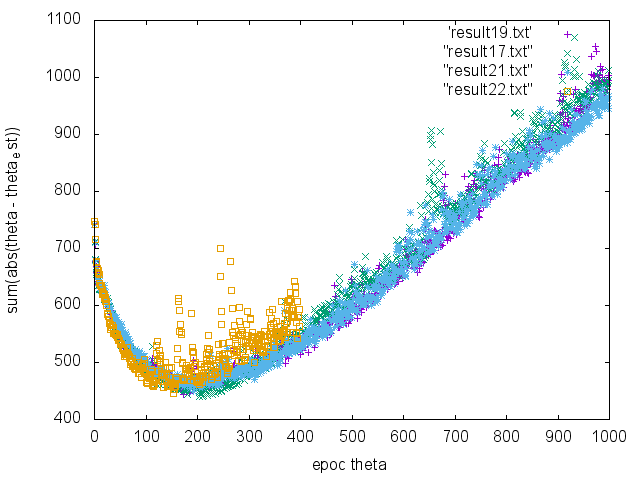 1100
1000
900
800
700
600
500
400
0 100 200 300 400 500 600 700 800 900 1000
epoc theta
sum(abs(theta - thetaest))
'result19.txt'
"result17.txt"
"result21.txt"
"result22.txt"